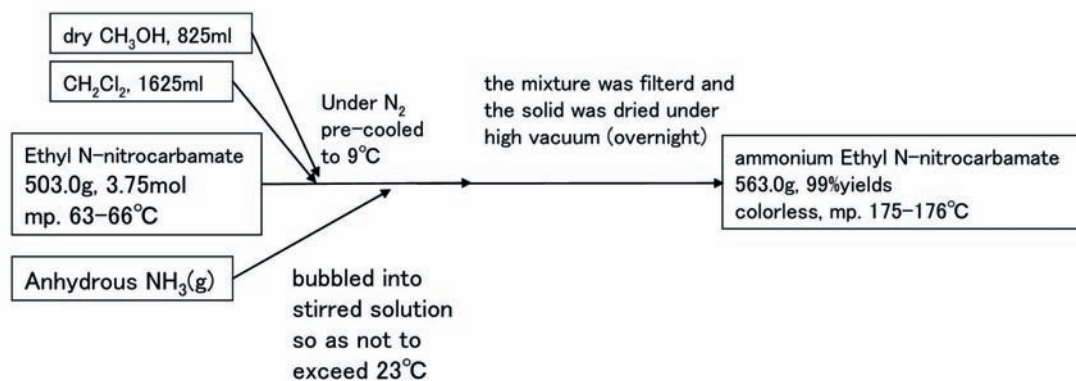 dry CH₃OH, 825ml
CH₂Cl₂, 1625ml
Under N₂
pre-cooled
to 9℃
the mixture was filterd and
the solid was dried under
high vacuum (overnight)
Ethyl N-nitrocarbamate
503.0g, 3.75mol
mp. 63-66℃
ammonium Ethyl N-nitrocarbamate
563.0g, 99%yields
colorless, mp. 175-176℃
Anhydrous NH₃(g)
bubbled into
stirred solution
so as not to
exceed 23℃